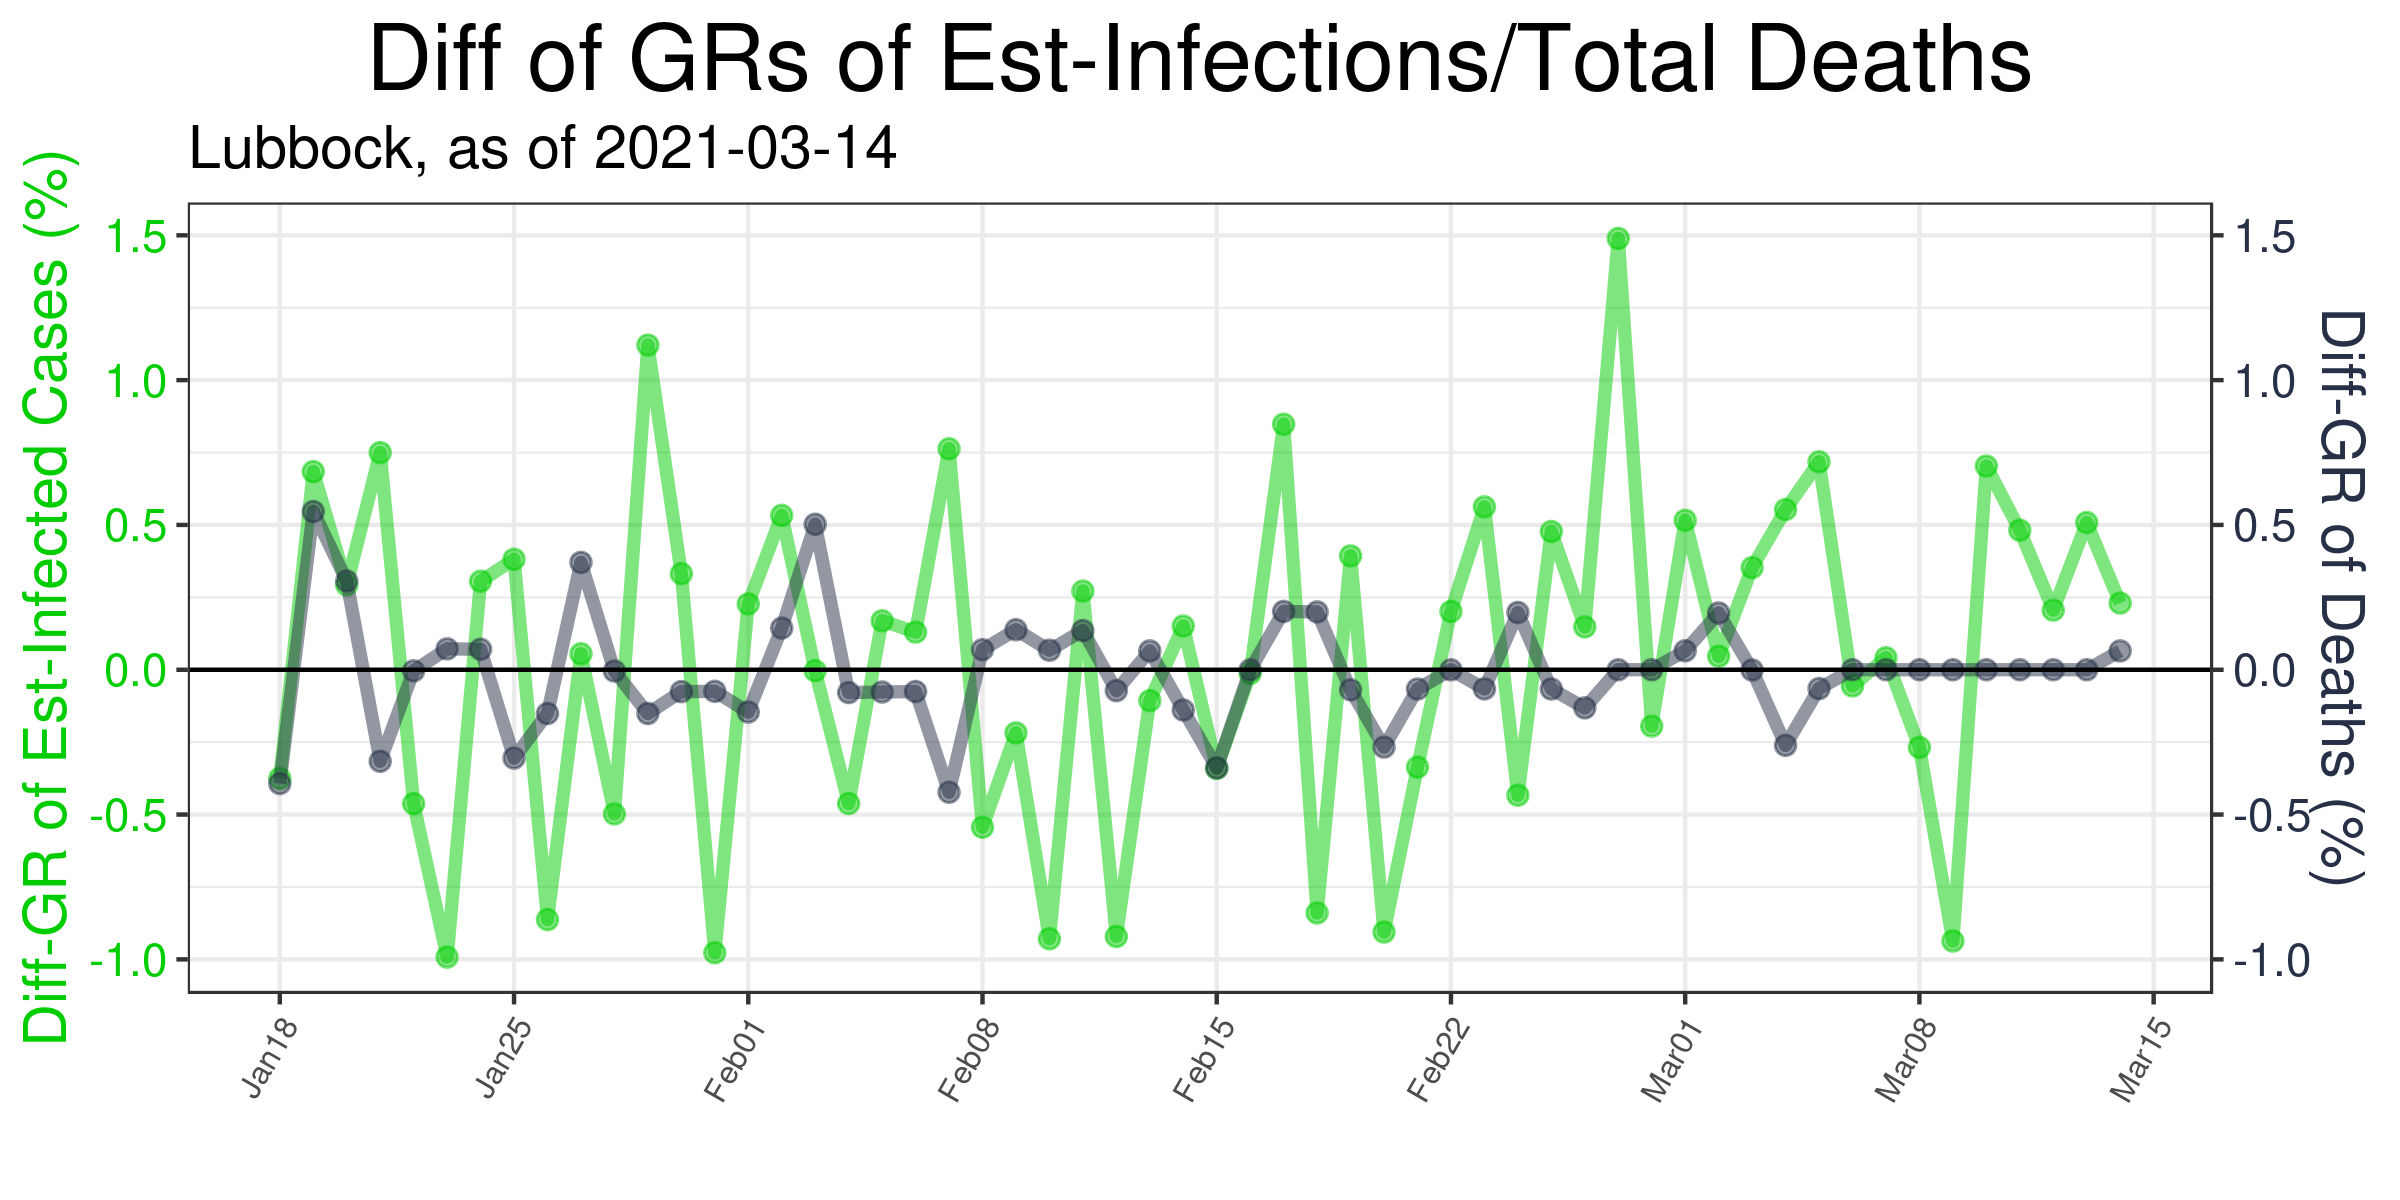 Diff of GRs of Est-Infections/Total Deaths
Lubbock, as of 2021-03-14
Diff-GR of Est-Infected Cases (%)
1.5
1.0
0.5
0.0
-0.5
-1.0
1.5
1.0
0.5
0.0
-0.5
-1.0
Diff-GR of Deaths (%)
Jan18
Jan25
Feb01
Feb08
Feb15
Feb22
Mar01
Mar08
Mar15